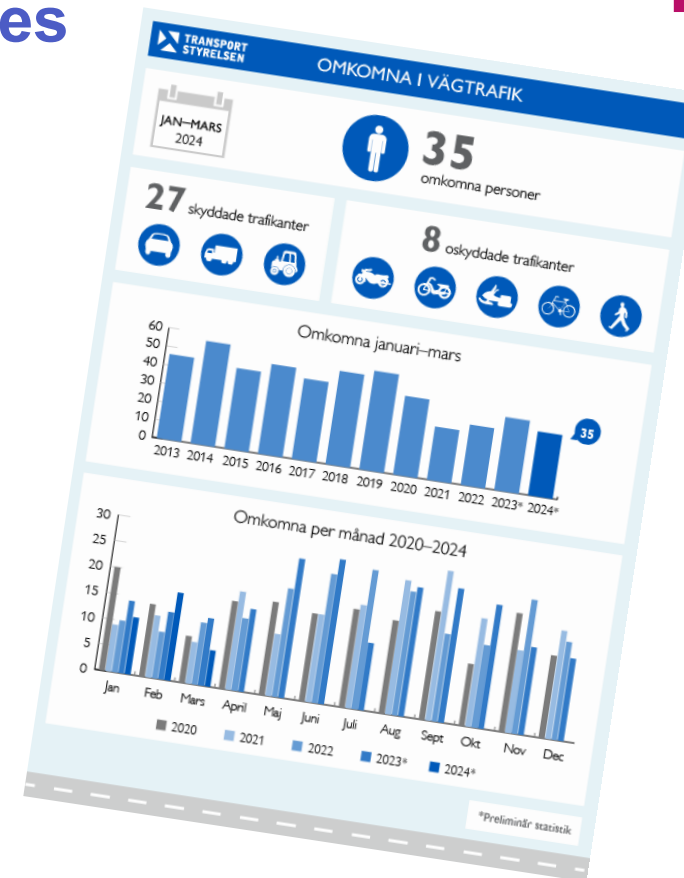 es
TRANSPORT
STYRELSEN
OMKOMNA I VÄGTRAFIK
JAN–MARS
2024
35
omkomna personer
27 skyddade trafikanter
8 oskyddade trafikanter
Omkomna januari–mars
60
50
40
30
20
10
0
35
2013 2014 2015 2016 2017 2018 2019 2020 2021 2022 2023* 2024*
Omkomna per månad 2020–2024
30
25
20
15
10
5
0
Jan Feb Mars April Maj Juni Juli Aug Sept Okt Nov Dec
2020 2021 2022 2023* 2024*
*Preliminär statistik